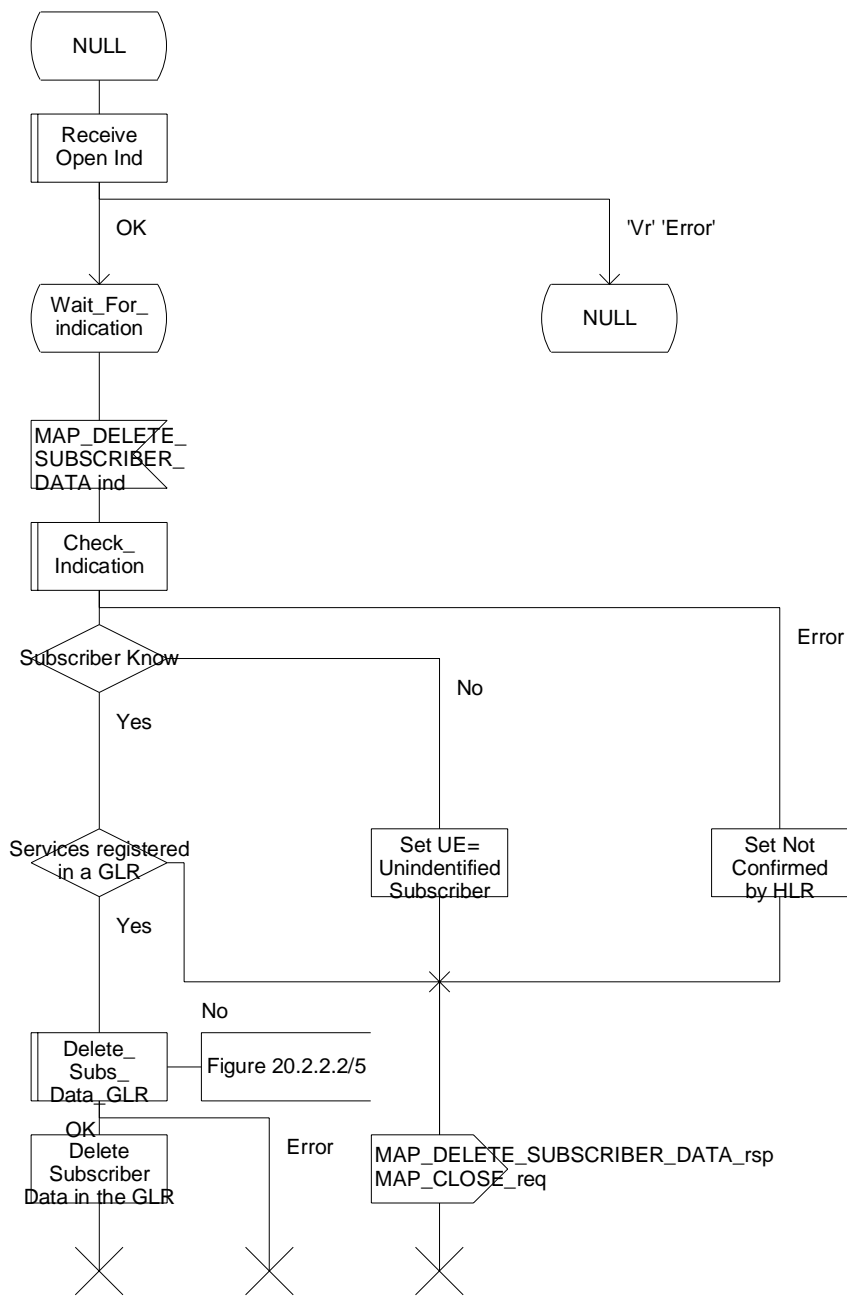 NULL
Receive
Open Ind
OK
'Vr' 'Error'
Wait_For_
indication
NULL
MAP_DELETE_
SUBSCRIBER_
DATA ind
Check_
Indication
Subscriber Know
Error
No
Yes
Services registered
in a GLR
Set UE=
Unindentified
Subscriber
Set Not
Confirmed
by HLR
Yes
No
Delete_
Subs_
Data_GLR
Figure 20.2.2.2/5
OK
Error
Delete
Subscriber
Data in the GLR
MAP_DELETE_SUBSCRIBER_DATA_rsp
MAP_CLOSE_req